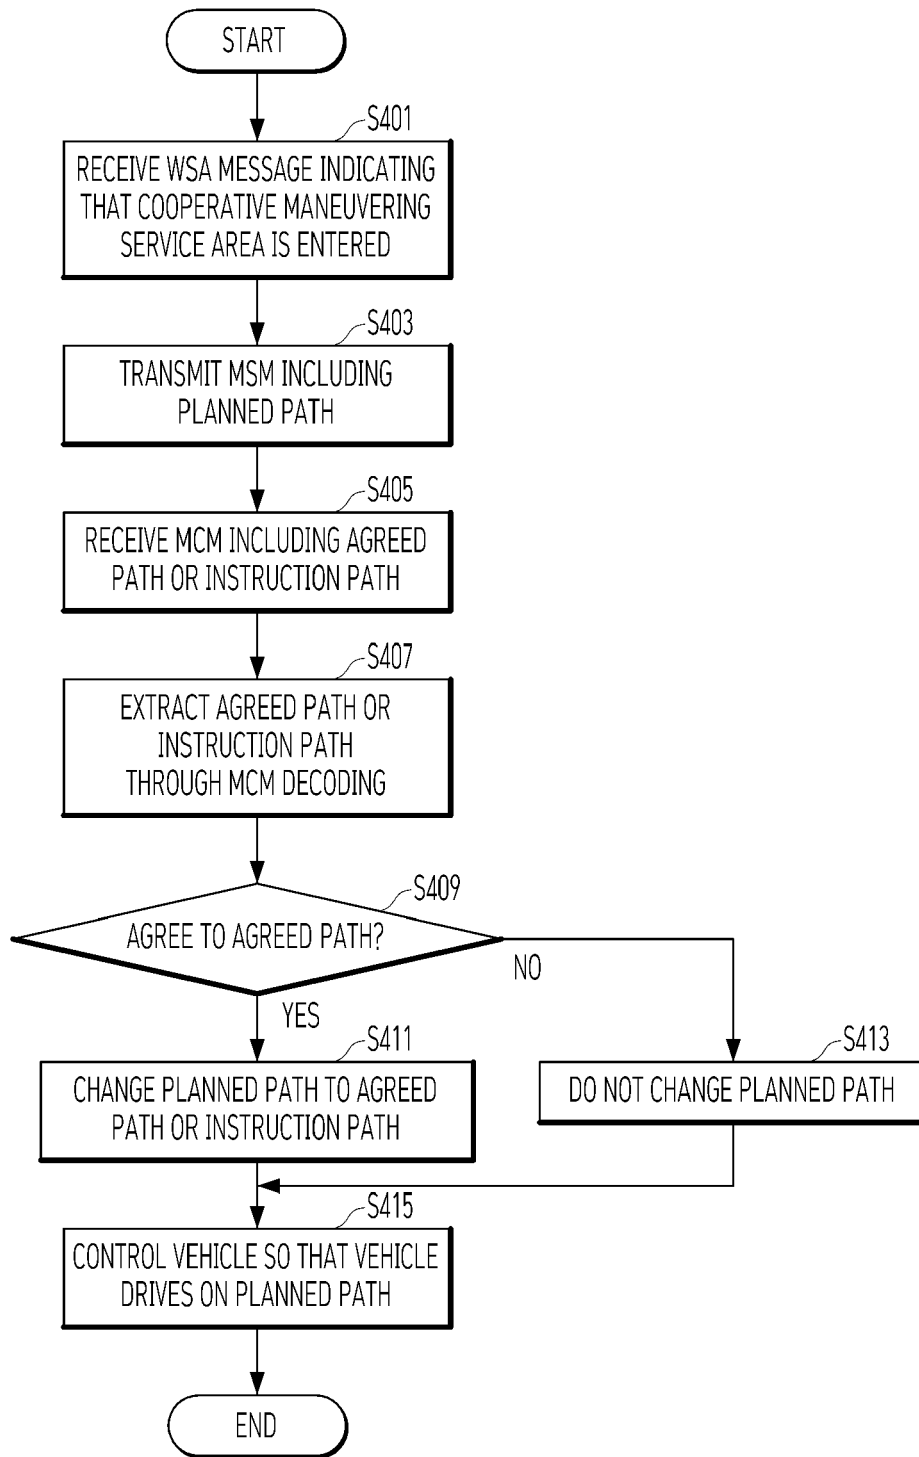 START
S401
RECEIVE WSA MESSAGE INDICATING
THAT COOPERATIVE MANEUVERING
SERVICE AREA IS ENTERED
S403
TRANSMIT MSM INCLUDING
PLANNED PATH
S405
RECEIVE MCM INCLUDING AGREED
PATH OR INSTRUCTION PATH
S407
EXTRACT AGREED PATH OR
INSTRUCTION PATH
THROUGH MCM DECODING
S409
AGREE TO AGREED PATH?
NO
YES
S411
CHANGE PLANNED PATH TO AGREED
PATH OR INSTRUCTION PATH
S413
DO NOT CHANGE PLANNED PATH
S415
CONTROL VEHICLE SO THAT VEHICLE
DRIVES ON PLANNED PATH
END